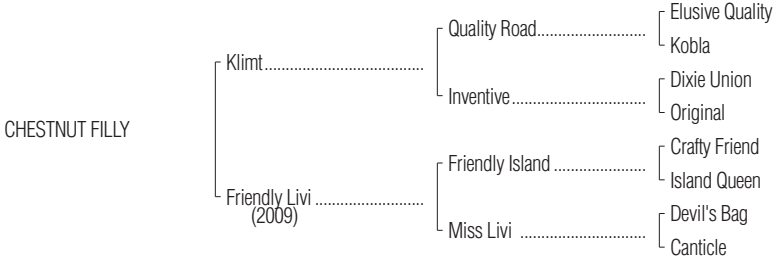 Elusive Quality
Quality Road
Kobla
Klimt
Dixie Union
Inventive
Original
CHESTNUT FILLY
Crafty Friend
Friendly Island
Island Queen
Friendly Livi
(2009)
Devil's Bag
Miss Livi
Canticle